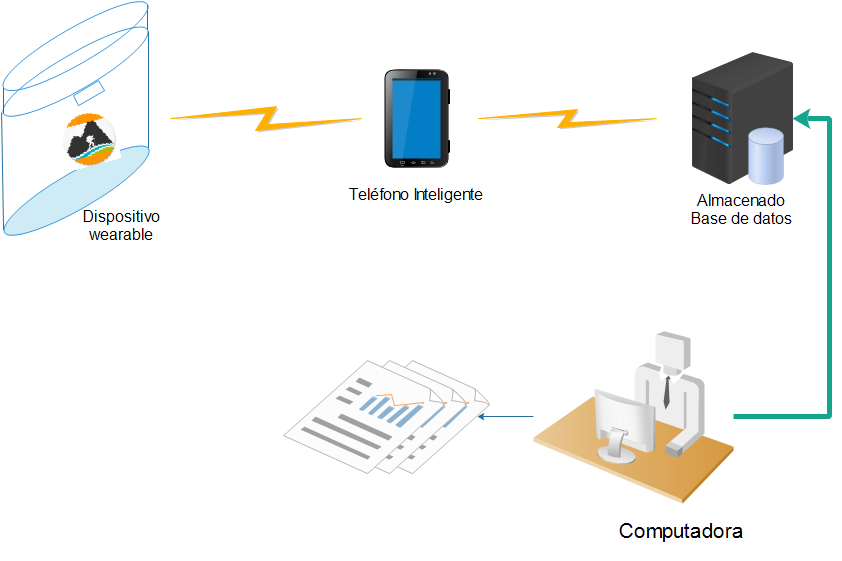 Teléfono Inteligente
Almacenado
Base de datos
Dispositivo
wearable
Computadora